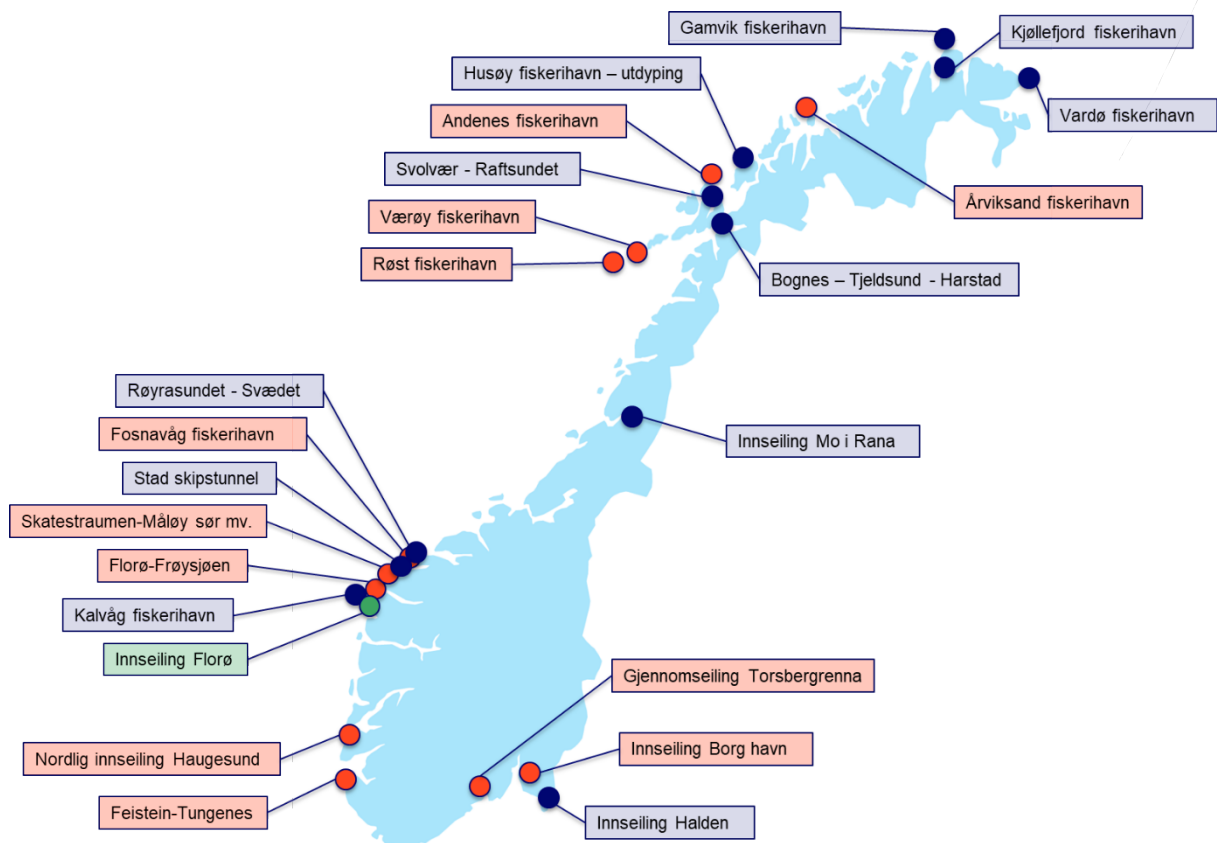 Gamvik fiskerihavn
Kjøllefjord fiskerihavn
Husøy fiskerihavn – utdyping
Vardø fiskerihavn
Andenes fiskerihavn
Svolvær - Raftsundet
Årviksand fiskerihavn
Værøy fiskerihavn
Røst fiskerihavn
Bognes – Tjeldsund - Harstad
Røyrasundet - Svædet
Fosnavåg fiskerihavn
Innseiling Mo i Rana
Stad skipstunnel
Skatestraumen-Måløy sør mv.
Florø-Frøysjøen
Kalvåg fiskerihavn
Innseiling Florø
Gjennomseiling Torsbergrenna
Nordlig innseiling Haugesund
Innseiling Borg havn
Feistein-Tungenes
Innseiling Halden